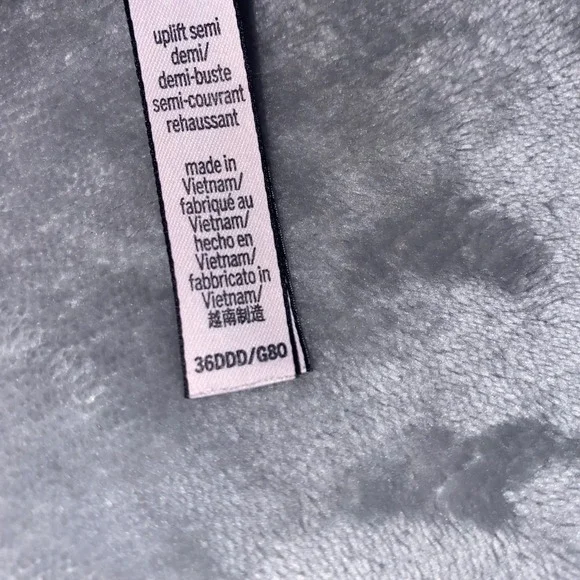 uplift semi
demi/
demi-buste
semi-couvrant
rehaussant
made in
Vietnam/
fabriqué au
Vietnam/
hecho en
Vietnam/
fabbricato in
Vietnam/
越南制造
36DDD/G80